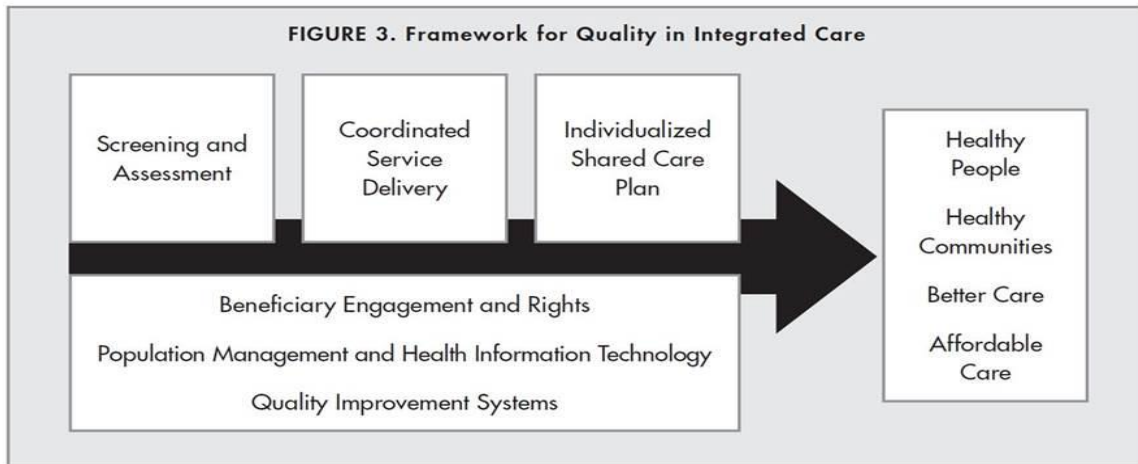 FIGURE 3. Framework for Quality in Integrated Care
Screening and
Assessment
Coordinated
Service
Delivery
Individualized
Shared Care
Plan
Beneficiary Engagement and Rights
Population Management and Health Information Technology
Quality Improvement Systems
Healthy
People
Healthy
Communities
Better Care
Affordable
Care